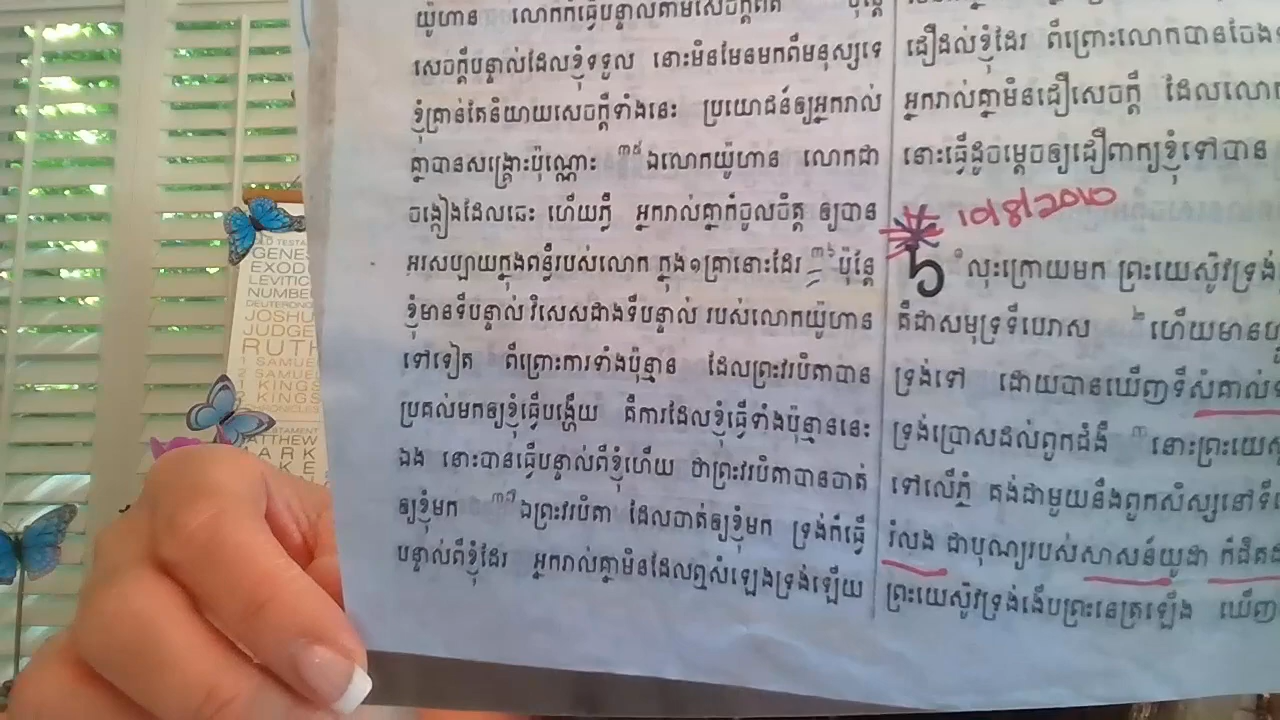 យ៉ូហាន លោកក៏ធ្វើបន្ទាល់តាមសេចក្ដីពិត
សេចក្ដីបន្ទាល់ដែលខ្ញុំទទួល នោះមិនមែនមកពីមនុស្សទេ
ខ្ញុំគ្រាន់តែនិយាយសេចក្ដីទាំងនេះ ប្រយោជន៍ឲ្យអ្នករាល់
គ្នាបានសង្គ្រោះប៉ុណ្ណោះ ៣៥ ឯលោកយ៉ូហាន លោកជា
ចង្កៀងដែលឆេះ ហើយភ្លឺ អ្នករាល់គ្នាក៏ចូលចិត្ត ឲ្យបាន
អរសប្បាយក្នុងពន្លឺរបស់លោក ក្នុង១គ្រានោះដែរ ៣៦ ប៉ុន្តែ
ខ្ញុំមានទីបន្ទាល់ វិសេសជាងទីបន្ទាល់ របស់លោកយ៉ូហាន
ទៅទៀត ពីព្រោះការទាំងប៉ុន្មាន ដែលព្រះវរបិតាបាន
ប្រគល់មកឲ្យខ្ញុំធ្វើបង្ហើយ គឺការដែលខ្ញុំធ្វើទាំងប៉ុន្មាននេះ
ឯង នោះបានធ្វើបន្ទាល់ពីខ្ញុំហើយ ថាព្រះវរបិតាបានចាត់
ឲ្យខ្ញុំមក ៣៧ ឯព្រះវរបិតា ដែលចាត់ឲ្យខ្ញុំមក ទ្រង់ក៏ធ្វើ
បន្ទាល់ពីខ្ញុំដែរ អ្នករាល់គ្នាមិនដែលឮសំឡេងទ្រង់ឡើយ
ជឿដល់ខ្ញុំដែរ ពីព្រោះលោកបានចែង
អ្នករាល់គ្នាមិនជឿសេចក្ដី ដែលលោក
នោះធ្វើដូចម្ដេចឲ្យជឿពាក្យខ្ញុំទៅបាន
10/8/2010
៦ ១ លុះក្រោយមក ព្រះយេស៊ូវទ្រង់
គឺជាសមុទ្រទីបេរាស ២ ហើយមាន
ទ្រង់ទៅ ដោយបានឃើញទីសំគាល់
ទ្រង់ប្រោសដល់ពួកជំងឺ ៣ នោះព្រះយេស៊ូ
ទៅលើភ្នំ គង់ជាមួយនឹងពួកសិស្សនៅទី
រំលង ជាបុណ្យរបស់សាសន៍យូដា ក៏ជិត
ព្រះយេស៊ូវទ្រង់ងើបព្រះនេត្រឡើង ឃើញ
OLD TESTA
GENES
EXOD
LEVITIC
NUMBE
DEUTERONO
JOSHU
JUDGE
RUTH
1 SAMUE
2 SAMUE
1 KINGS
2 KINGS
CHRONICLES
TESTAMENT
MATTHEW
MARK